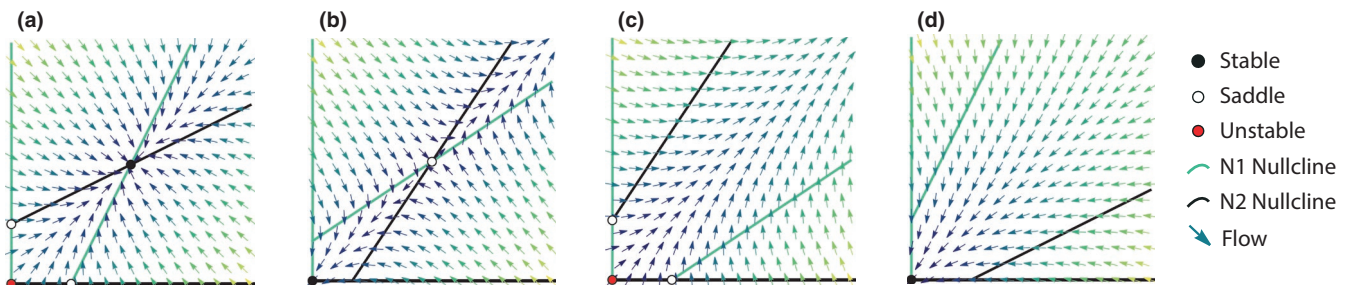 (a)
(b)
(c)
(d)
Stable
Saddle
Unstable
N1 Nullcline
N2 Nullcline
Flow